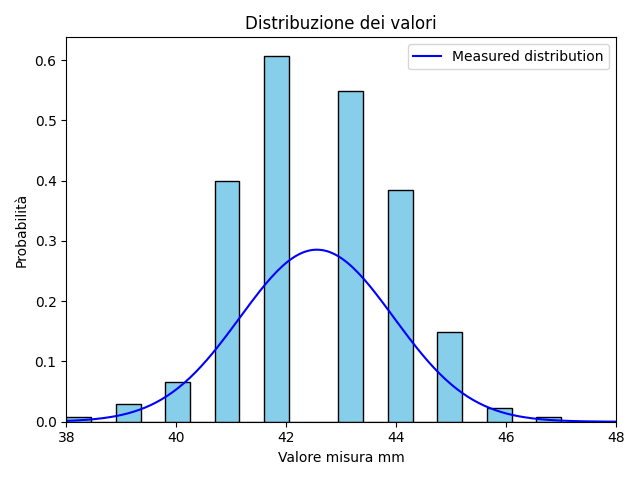 Distribuzione dei valori
Measured distribution
Probabilità
0.6
0.5
0.4
0.3
0.2
0.1
0.0
38 40 42 44 46 48
Valore misura mm